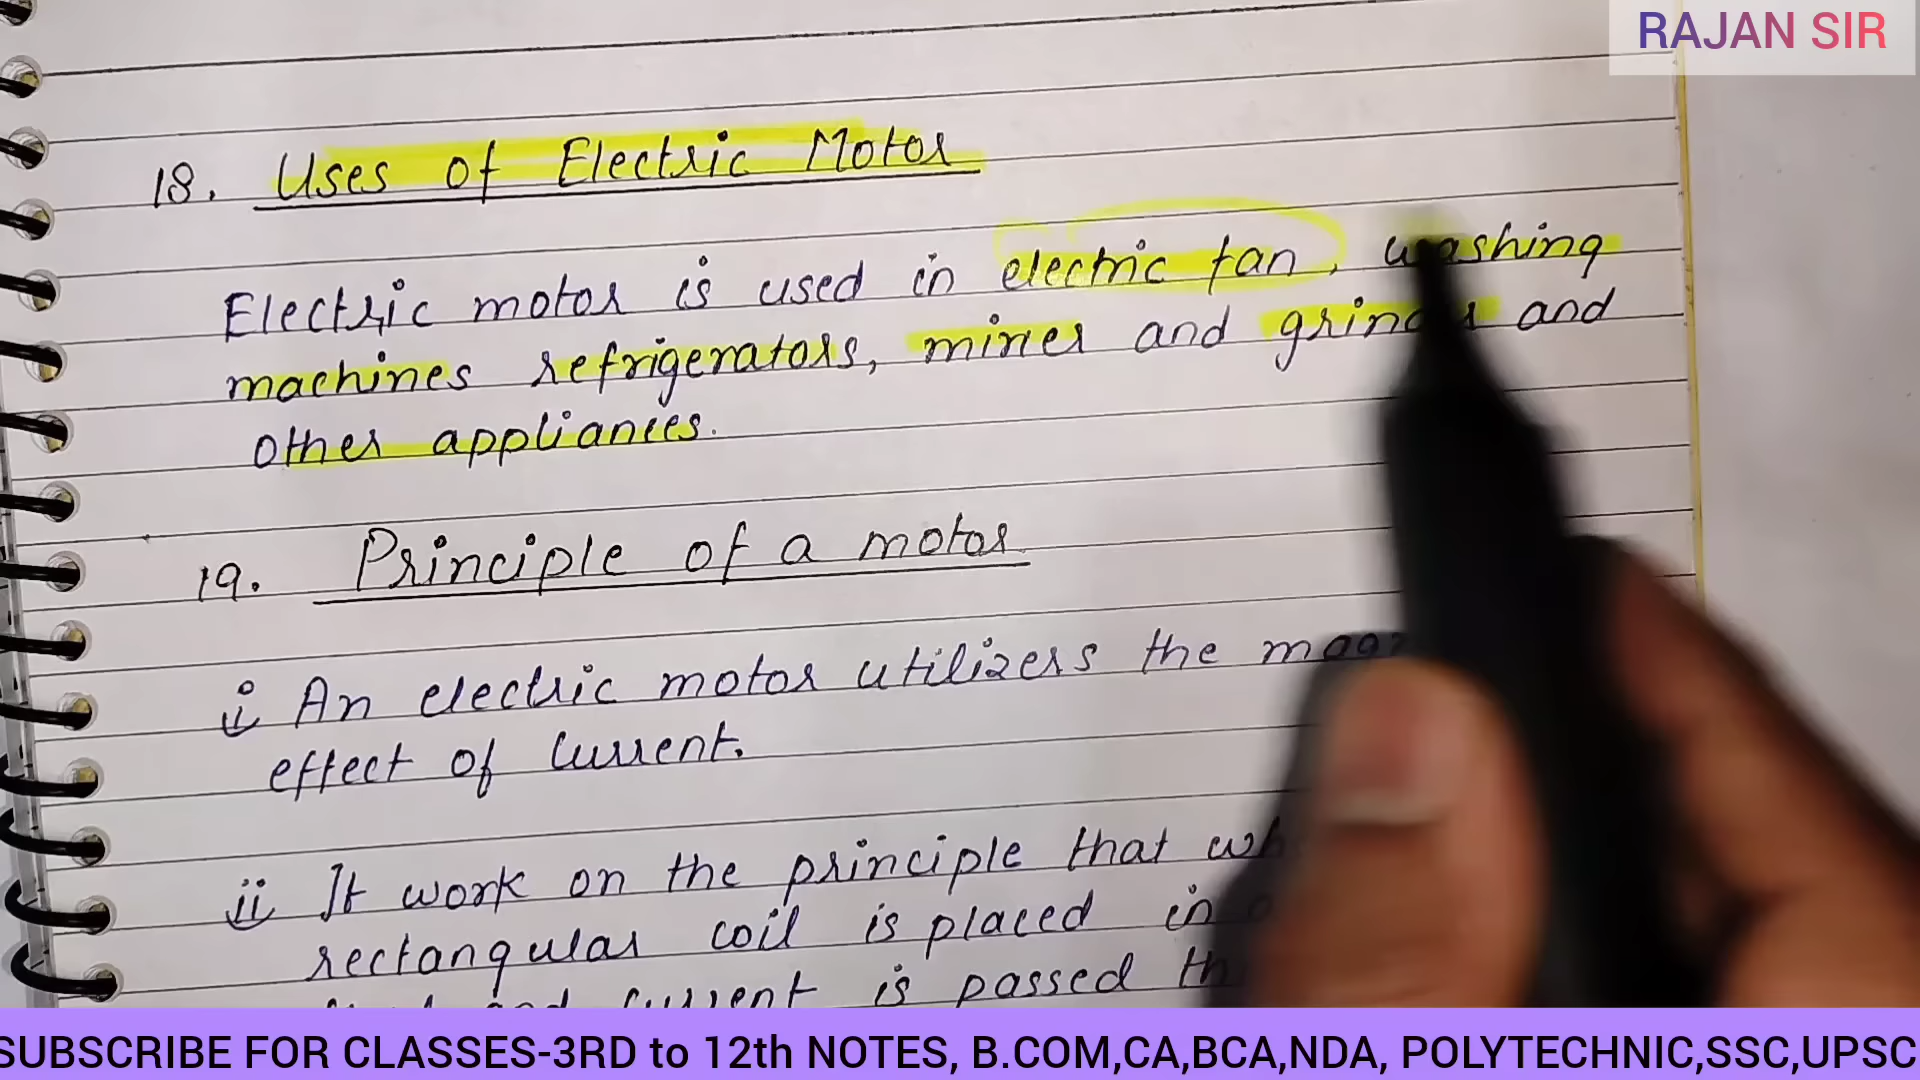 RAJAN SIR
18. Uses of Electric Motor
Electric motor is used in electric fan, washing
machines refrigerators, mixer and and
other appliances.
19. Principle of a motor
i An electric motor utilizers the
effect of current.
ii It work on the principle that
rectangular coil is placed in
and current is passed
SUBSCRIBE FOR CLASSES-3RD to 12th NOTES, B.COM,CA,BCA,NDA, POLYTECHNIC,SSC,UPSC